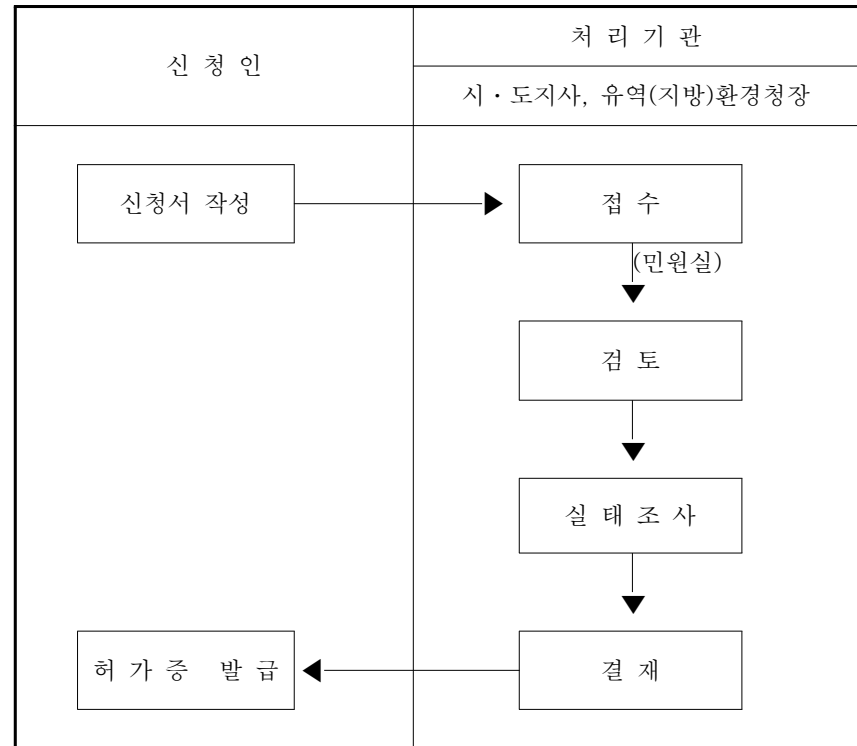 신 청 인
처 리 기 관
시·도지사, 유역(지방)환경청장
신청서 작성
접 수
(민원실)
검 토
실 태 조 사
허 가 증 발 급
결 재